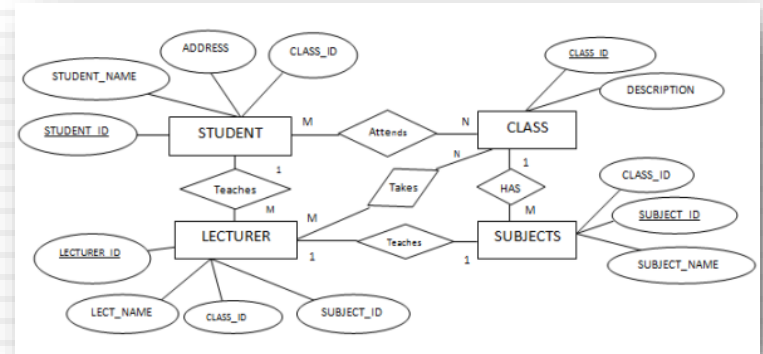 ADDRESS
CLASS_ID
CLASS_ID
STUDENT_NAME
DESCRIPTION
STUDENT_ID
STUDENT
M
Attends
N
CLASS
1
N
1
CLASS_ID
Teaches
Takes
HAS
M
M
M
SUBJECT_ID
LECTURER
Teaches
SUBJECTS
LECTURER_ID
1
1
SUBJECT_NAME
LECT_NAME
CLASS_ID
SUBJECT_ID